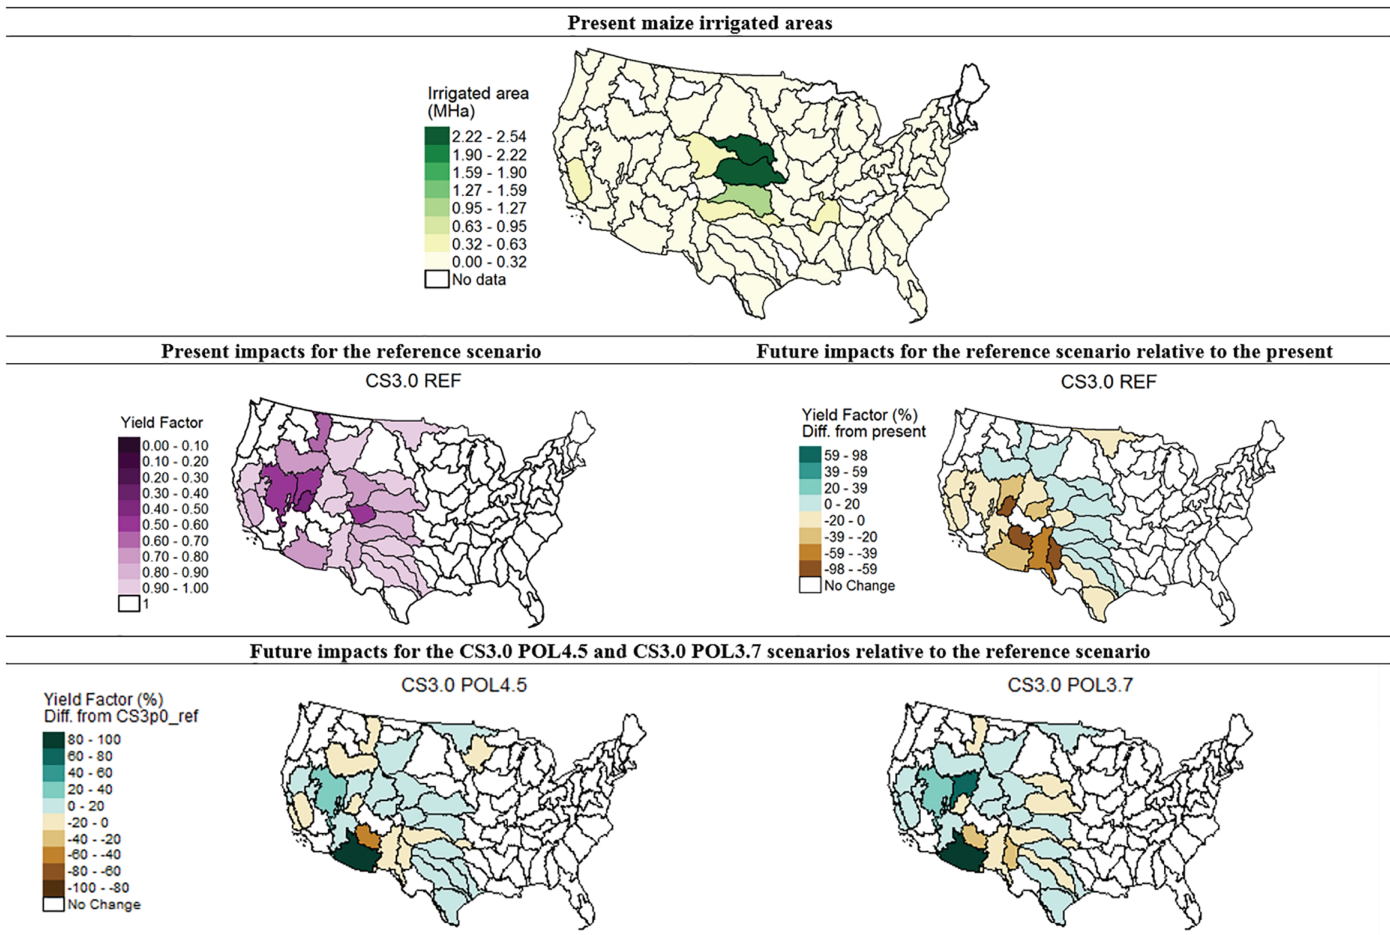 Present maize irrigated areas
Irrigated area
(MHa)
2.22 - 2.54
1.90 - 2.22
1.59 - 1.90
1.27 - 1.59
0.95 - 1.27
0.63 - 0.95
0.32 - 0.63
0.00 - 0.32
No data
Present impacts for the reference scenario
Future impacts for the reference scenario relative to the present
CS3.0 REF
Yield Factor
0.00 - 0.10
0.10 - 0.20
0.20 - 0.30
0.30 - 0.40
0.40 - 0.50
0.50 - 0.60
0.60 - 0.70
0.70 - 0.80
0.80 - 0.90
0.90 - 1.00
1
CS3.0 REF
Yield Factor (%)
Diff. from present
59 - 98
39 - 59
20 - 39
0 - 20
-20 - 0
-39 - -20
-59 - -39
-98 - -59
No Change
Future impacts for the CS3.0 POL4.5 and CS3.0 POL3.7 scenarios relative to the reference scenario
CS3.0 POL4.5
CS3.0 POL3.7
Yield Factor (%)
Diff. from CS3p0_ref
80 - 100
60 - 80
40 - 60
20 - 40
0 - 20
-20 - 0
-40 - -20
-60 - -40
-80 - -60
-100 - -80
No Change